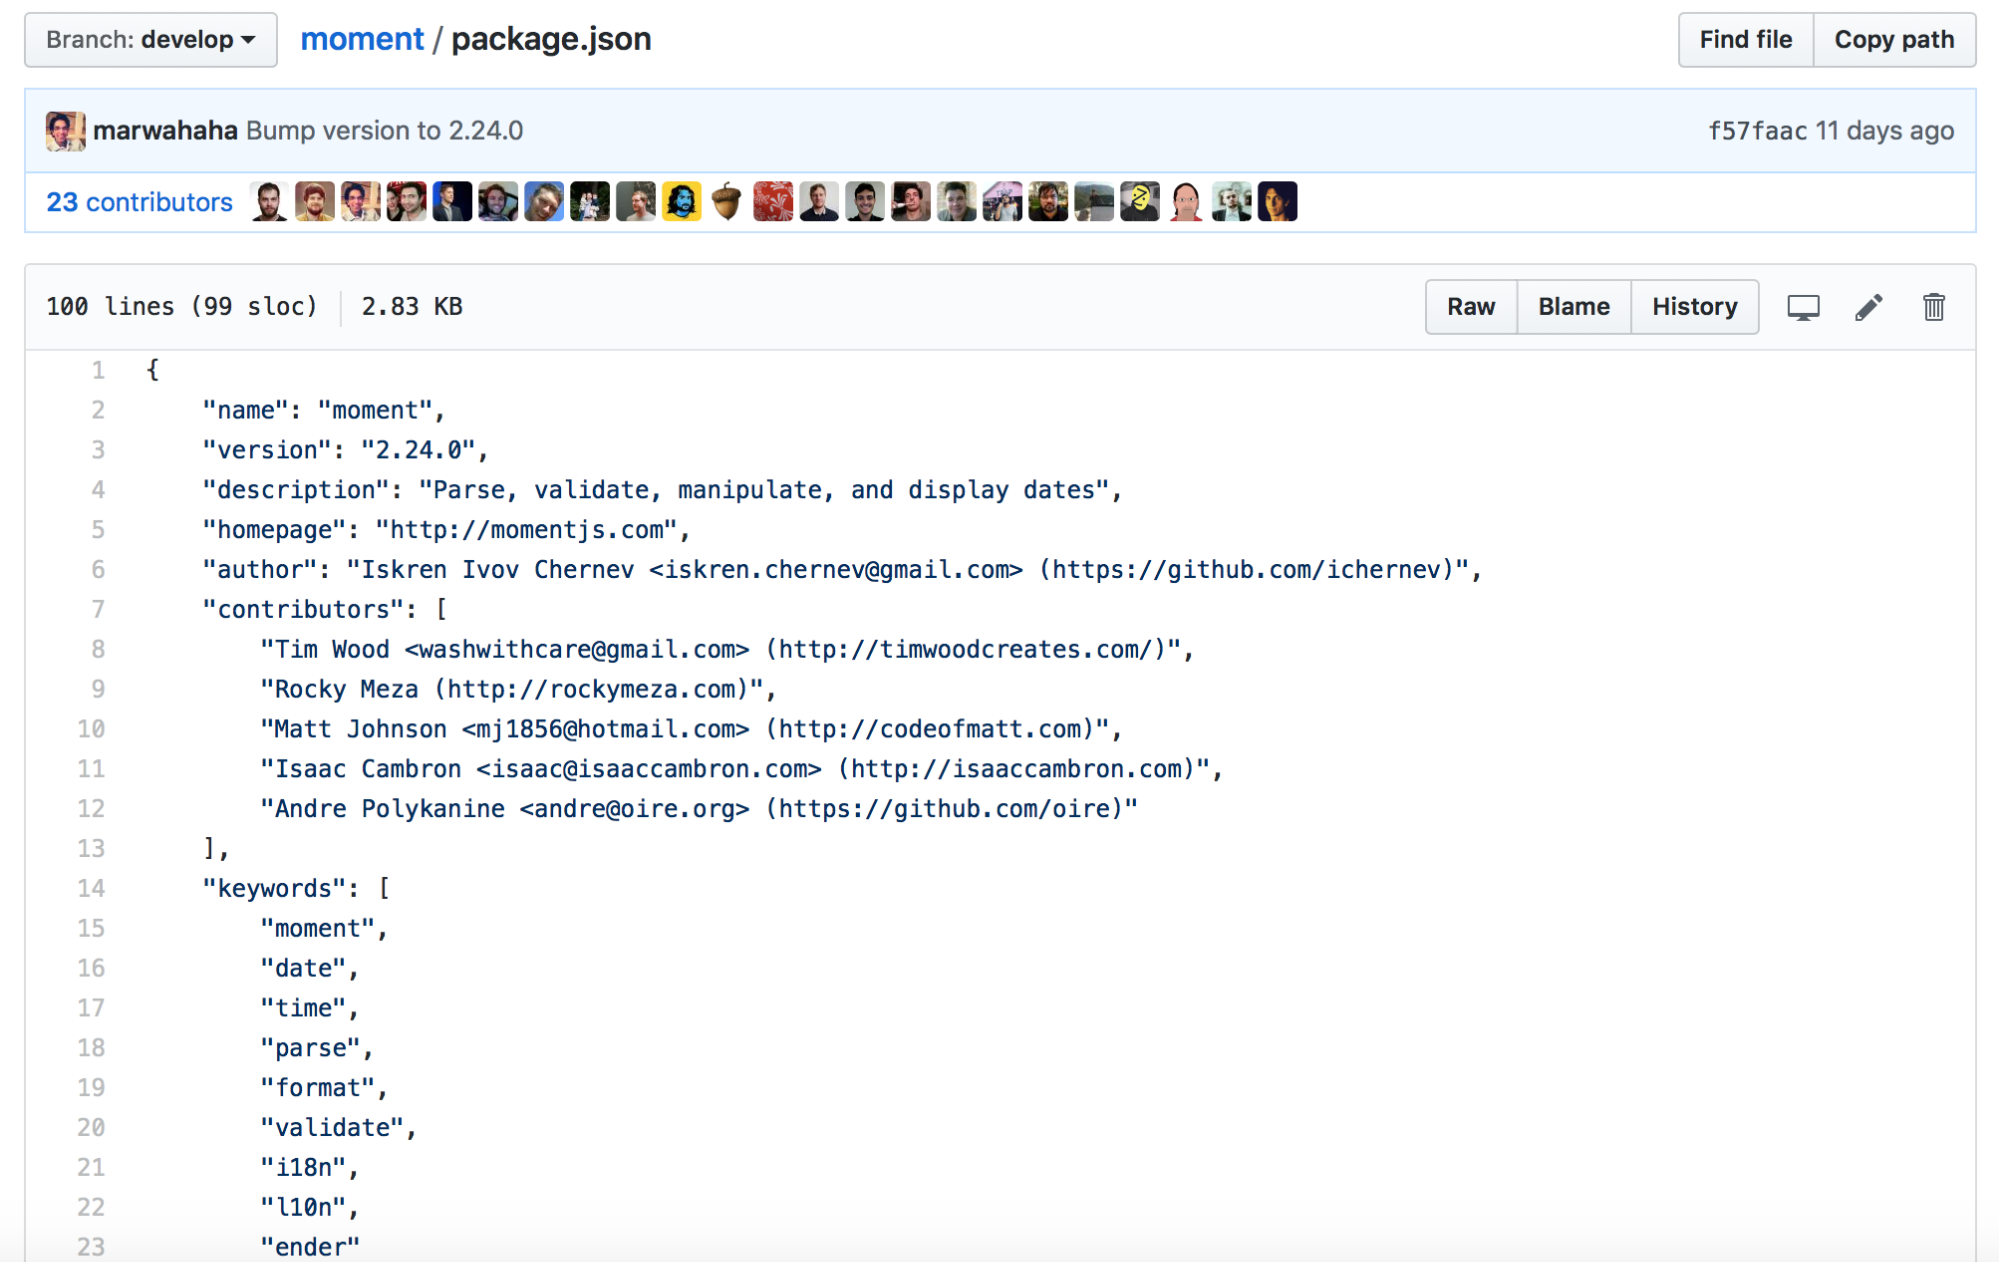 Branch: develop moment / package.json Find file Copy path
marwahaha Bump version to 2.24.0 f57faac 11 days ago
23 contributors
100 lines (99 sloc) 2.83 KB Raw Blame History
1 {
2 "name": "moment",
3 "version": "2.24.0",
4 "description": "Parse, validate, manipulate, and display dates",
5 "homepage": "http://momentjs.com",
6 "author": "Iskren Ivov Chernev <iskren.chernev@gmail.com> (https://github.com/ichernev)",
7 "contributors": [
8 "Tim Wood <washwithcare@gmail.com> (http://timwoodcreates.com/)",
9 "Rocky Meza (http://rockymeza.com)",
10 "Matt Johnson <mj1856@hotmail.com> (http://codeofmatt.com)",
11 "Isaac Cambron <isaac@isaaccambron.com> (http://isaaccambron.com)",
12 "Andre Polykanine <andre@oire.org> (https://github.com/oire)"
13 ],
14 "keywords": [
15 "moment",
16 "date",
17 "time",
18 "parse",
19 "format",
20 "validate",
21 "i18n",
22 "l10n",
23 "ender"